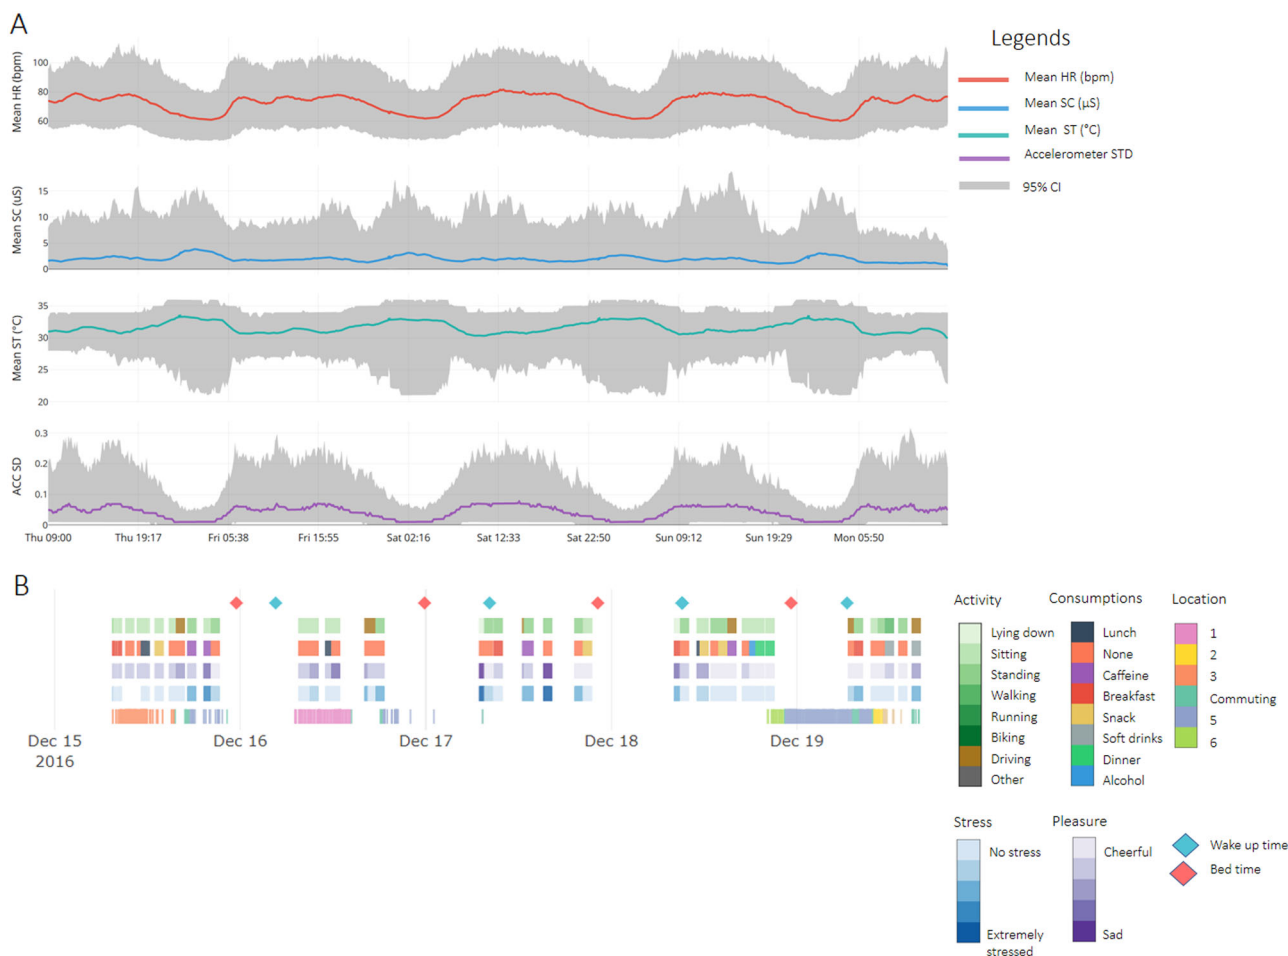 A
Legends
Mean HR (bpm)
100
80
60
Mean HR (bpm)
Mean SC (µS)
Mean ST (°C)
Accelerometer STD
95% CI
Mean SC (uS)
15
10
5
0
Mean ST (°C)
35
30
25
20
ACC SD
0.3
0.2
0.1
0
Thu 09:00 Thu 19:17 Fri 05:38 Fri 15:55 Sat 02:16 Sat 12:33 Sat 22:50 Sun 09:12 Sun 19:29 Mon 05:50
B
Dec 15 Dec 16 Dec 17 Dec 18 Dec 19
2016
Activity
Lying down
Sitting
Standing
Walking
Running
Biking
Driving
Other
Consumptions
Lunch
None
Caffeine
Breakfast
Snack
Soft drinks
Dinner
Alcohol
Location
1
2
3
Commuting
5
6
Stress
No stress
Extremely
stressed
Pleasure
Cheerful
Sad
Wake up time
Bed time